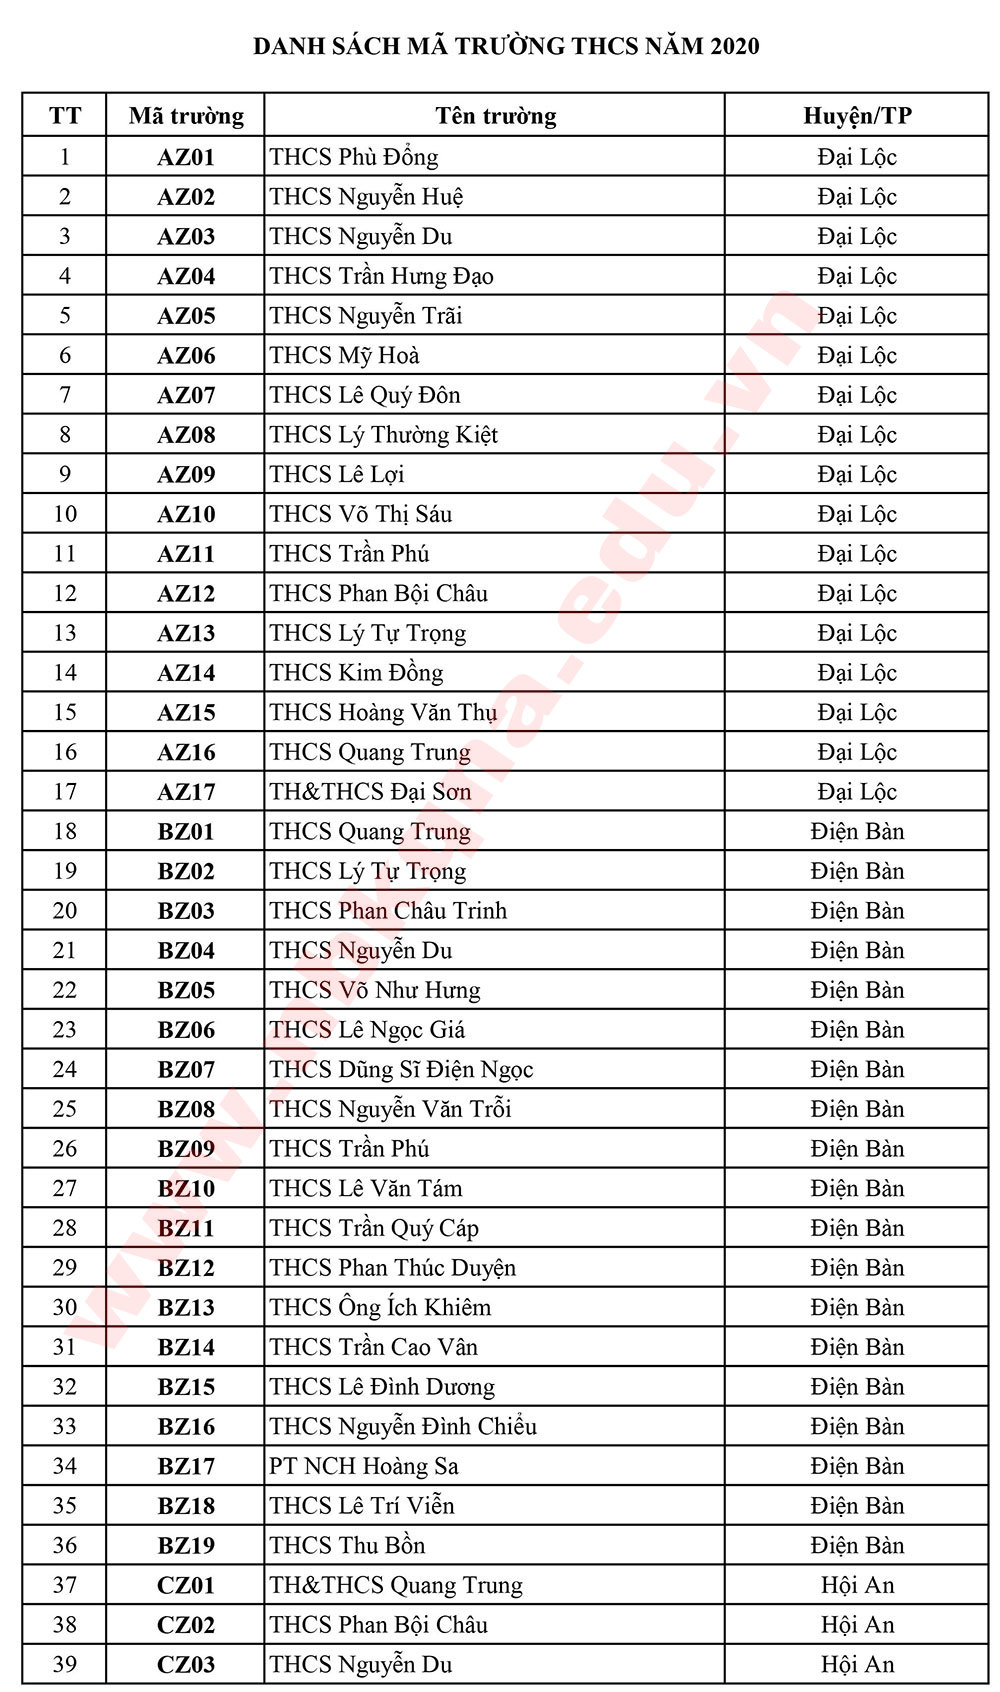 DANH SÁCH MÃ TRƯỜNG THCS NĂM 2020
TT Mã trường Tên trường Huyện/TP
1 AZ01 THCS Phù Đổng Đại Lộc
2 AZ02 THCS Nguyễn Huệ Đại Lộc
3 AZ03 THCS Nguyễn Du Đại Lộc
4 AZ04 THCS Trần Hưng Đạo Đại Lộc
5 AZ05 THCS Nguyễn Trãi Đại Lộc
6 AZ06 THCS Mỹ Hoà Đại Lộc
7 AZ07 THCS Lê Quý Đôn Đại Lộc
8 AZ08 THCS Lý Thường Kiệt Đại Lộc
9 AZ09 THCS Lê Lợi Đại Lộc
10 AZ10 THCS Võ Thị Sáu Đại Lộc
11 AZ11 THCS Trần Phú Đại Lộc
12 AZ12 THCS Phan Bội Châu Đại Lộc
13 AZ13 THCS Lý Tự Trọng Đại Lộc
14 AZ14 THCS Kim Đồng Đại Lộc
15 AZ15 THCS Hoàng Văn Thụ Đại Lộc
16 AZ16 THCS Quang Trung Đại Lộc
17 AZ17 TH&THCS Đại Sơn Đại Lộc
18 BZ01 THCS Quang Trung Điện Bàn
19 BZ02 THCS Lý Tự Trọng Điện Bàn
20 BZ03 THCS Phan Châu Trinh Điện Bàn
21 BZ04 THCS Nguyễn Du Điện Bàn
22 BZ05 THCS Võ Như Hưng Điện Bàn
23 BZ06 THCS Lê Ngọc Giá Điện Bàn
24 BZ07 THCS Dũng Sĩ Điện Ngọc Điện Bàn
25 BZ08 THCS Nguyễn Văn Trỗi Điện Bàn
26 BZ09 THCS Trần Phú Điện Bàn
27 BZ10 THCS Lê Văn Tám Điện Bàn
28 BZ11 THCS Trần Quý Cáp Điện Bàn
29 BZ12 THCS Phan Thúc Duyện Điện Bàn
30 BZ13 THCS Ông Ích Khiêm Điện Bàn
31 BZ14 THCS Trần Cao Vân Điện Bàn
32 BZ15 THCS Lê Đình Dương Điện Bàn
33 BZ16 THCS Nguyễn Đình Chiểu Điện Bàn
34 BZ17 PT NCH Hoàng Sa Điện Bàn
35 BZ18 THCS Lê Trí Viễn Điện Bàn
36 BZ19 THCS Thu Bồn Điện Bàn
37 CZ01 TH&THCS Quang Trung Hội An
38 CZ02 THCS Phan Bội Châu Hội An
39 CZ03 THCS Nguyễn Du Hội An
www.nbkqna.edu.vn